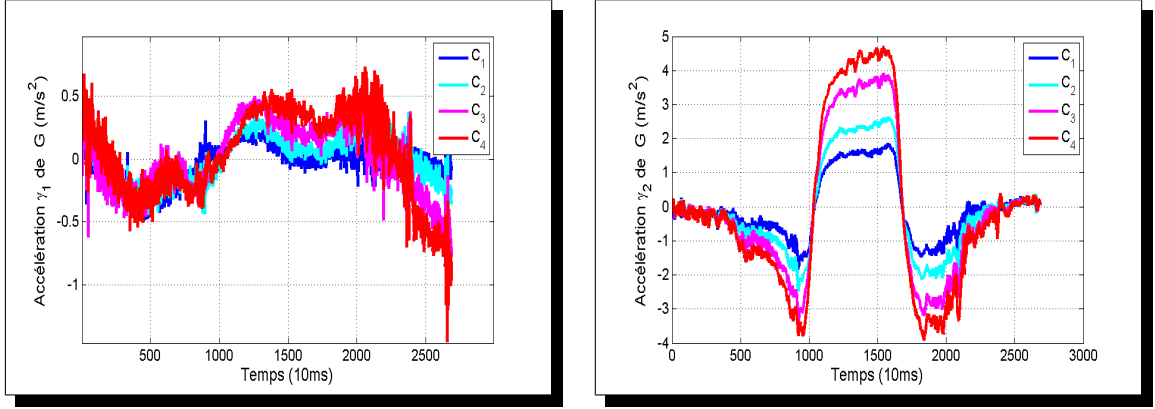 0.5
0
-0.5
-1
500
1000
1500
2000
2500
Temps (10ms)
Accélération γ1 de G (m/s²)
C1
C2
C3
C4
5
4
3
2
1
0
-1
-2
-3
-4
0
500
1000
1500
2000
2500
3000
Temps (10ms)
Accélération γ2 de G (m/s²)
C1
C2
C3
C4